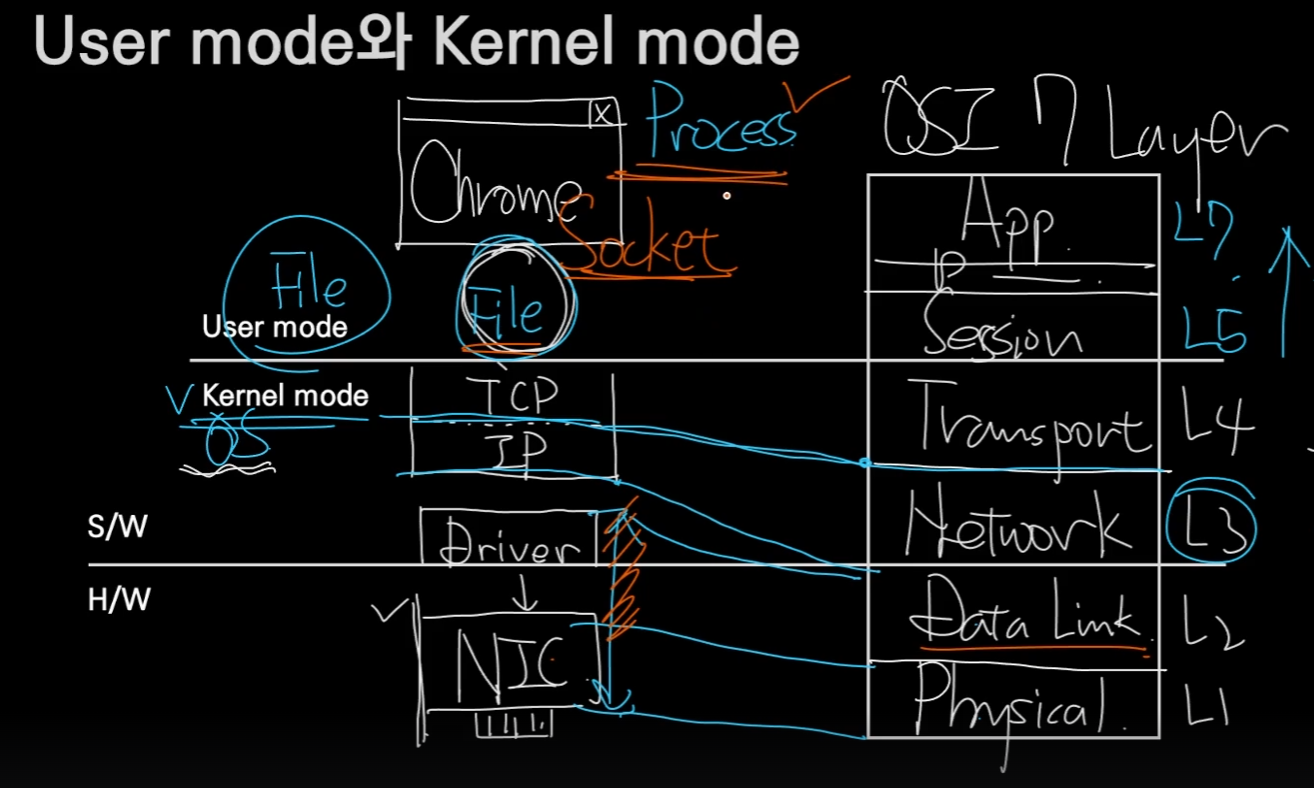 User mode와 Kernel mode
X
Process
Chrome
Socket
File
File
User mode
Kernel mode
OS
TCP
IP
S/W
Driver
H/W
NIC
OSI 7 Layer
App. L7
P
Session L5
Transport L4
Network L3
Data Link. L2
Physical. L1